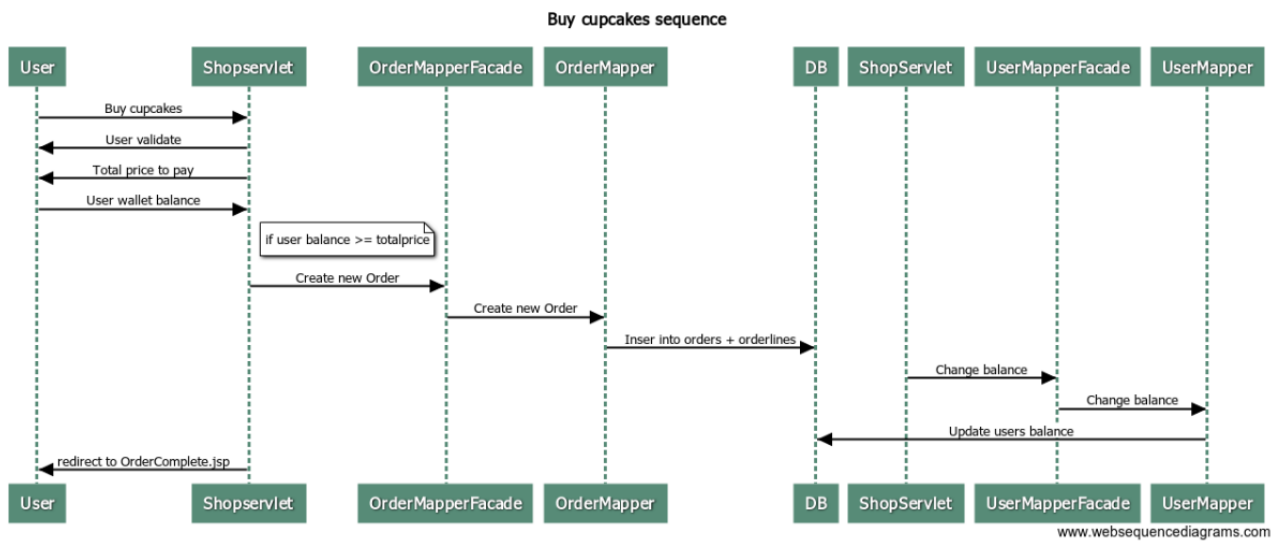 Buy cupcakes sequence
User Shopservlet OrderMapperFacade OrderMapper DB ShopServlet UserMapperFacade UserMapper
Buy cupcakes
User validate
Total price to pay
User wallet balance
if user balance >= totalprice
Create new Order
Create new Order
Inser into orders + orderlines
Change balance
Change balance
Update users balance
redirect to OrderComplete.jsp
User Shopservlet OrderMapperFacade OrderMapper DB ShopServlet UserMapperFacade UserMapper
www.websequencediagrams.com